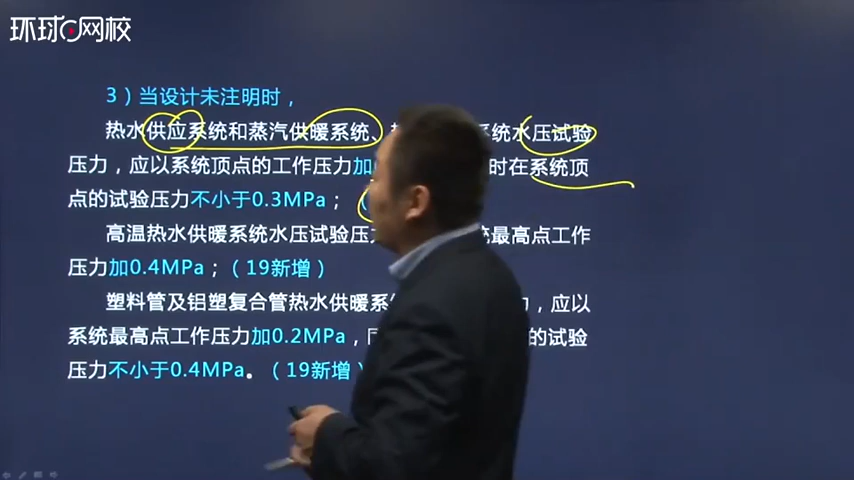 环球网校
3）当设计未注明时，
热水供应系统和蒸汽供暖系统、 系统水压试验
压力，应以系统顶点的工作压力加 时在系统顶
点的试验压力不小于0.3MPa；（
高温热水供暖系统水压试验压 统最高点工作
压力加0.4MPa；（19新增）
塑料管及铝塑复合管热水供暖系 力，应以
系统最高点工作压力加0.2MPa， 的试验
压力不小于0.4MPa。（19新增）